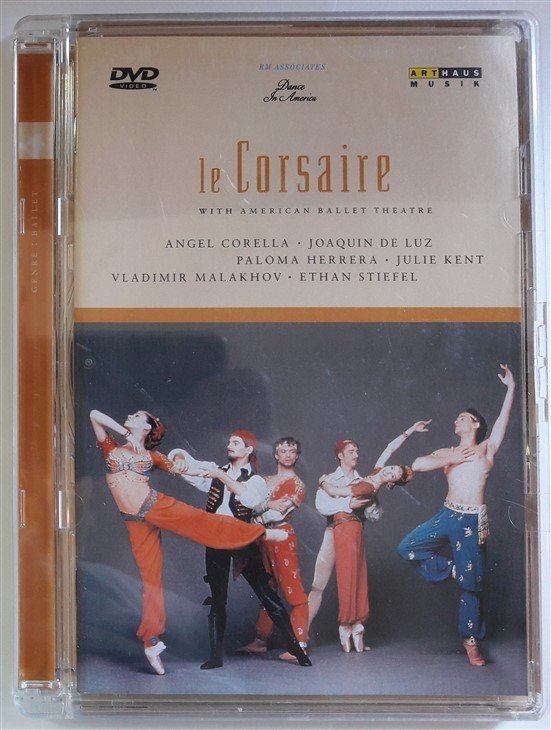 DVD
VIDEO
RM ASSOCIATES
Dance
In America
ARTHAUS
MUSIK
le Corsaire
WITH AMERICAN BALLET THEATRE
ANGEL CORELLA · JOAQUIN DE LUZ
PALOMA HERRERA · JULIE KENT
VLADIMIR MALAKHOV · ETHAN STIEFEL
GENRE: BALLET